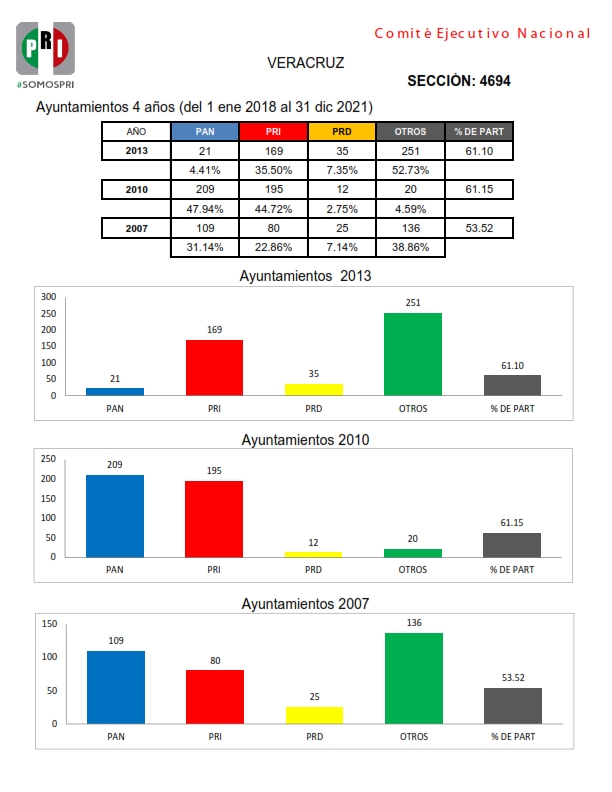 Comité Ejecutivo Nacional
PRI
#SOMOSPRI
VERACRUZ
SECCIÓN: 4694
Ayuntamientos 4 años (del 1 ene 2018 al 31 dic 2021)
AÑO PAN PRI PRD OTROS % DE PART
2013 21 169 35 251 61.10
4.41% 35.50% 7.35% 52.73%
2010 209 195 12 20 61.15
47.94% 44.72% 2.75% 4.59%
2007 109 80 25 136 53.52
31.14% 22.86% 7.14% 38.86%
Ayuntamientos 2013
300
250
200
150
100
50
0
21 169 35 251 61.10
PAN PRI PRD OTROS % DE PART
Ayuntamientos 2010
250
200
150
100
50
0
209 195 12 20 61.15
PAN PRI PRD OTROS % DE PART
Ayuntamientos 2007
150
100
50
0
109 80 25 136 53.52
PAN PRI PRD OTROS % DE PART